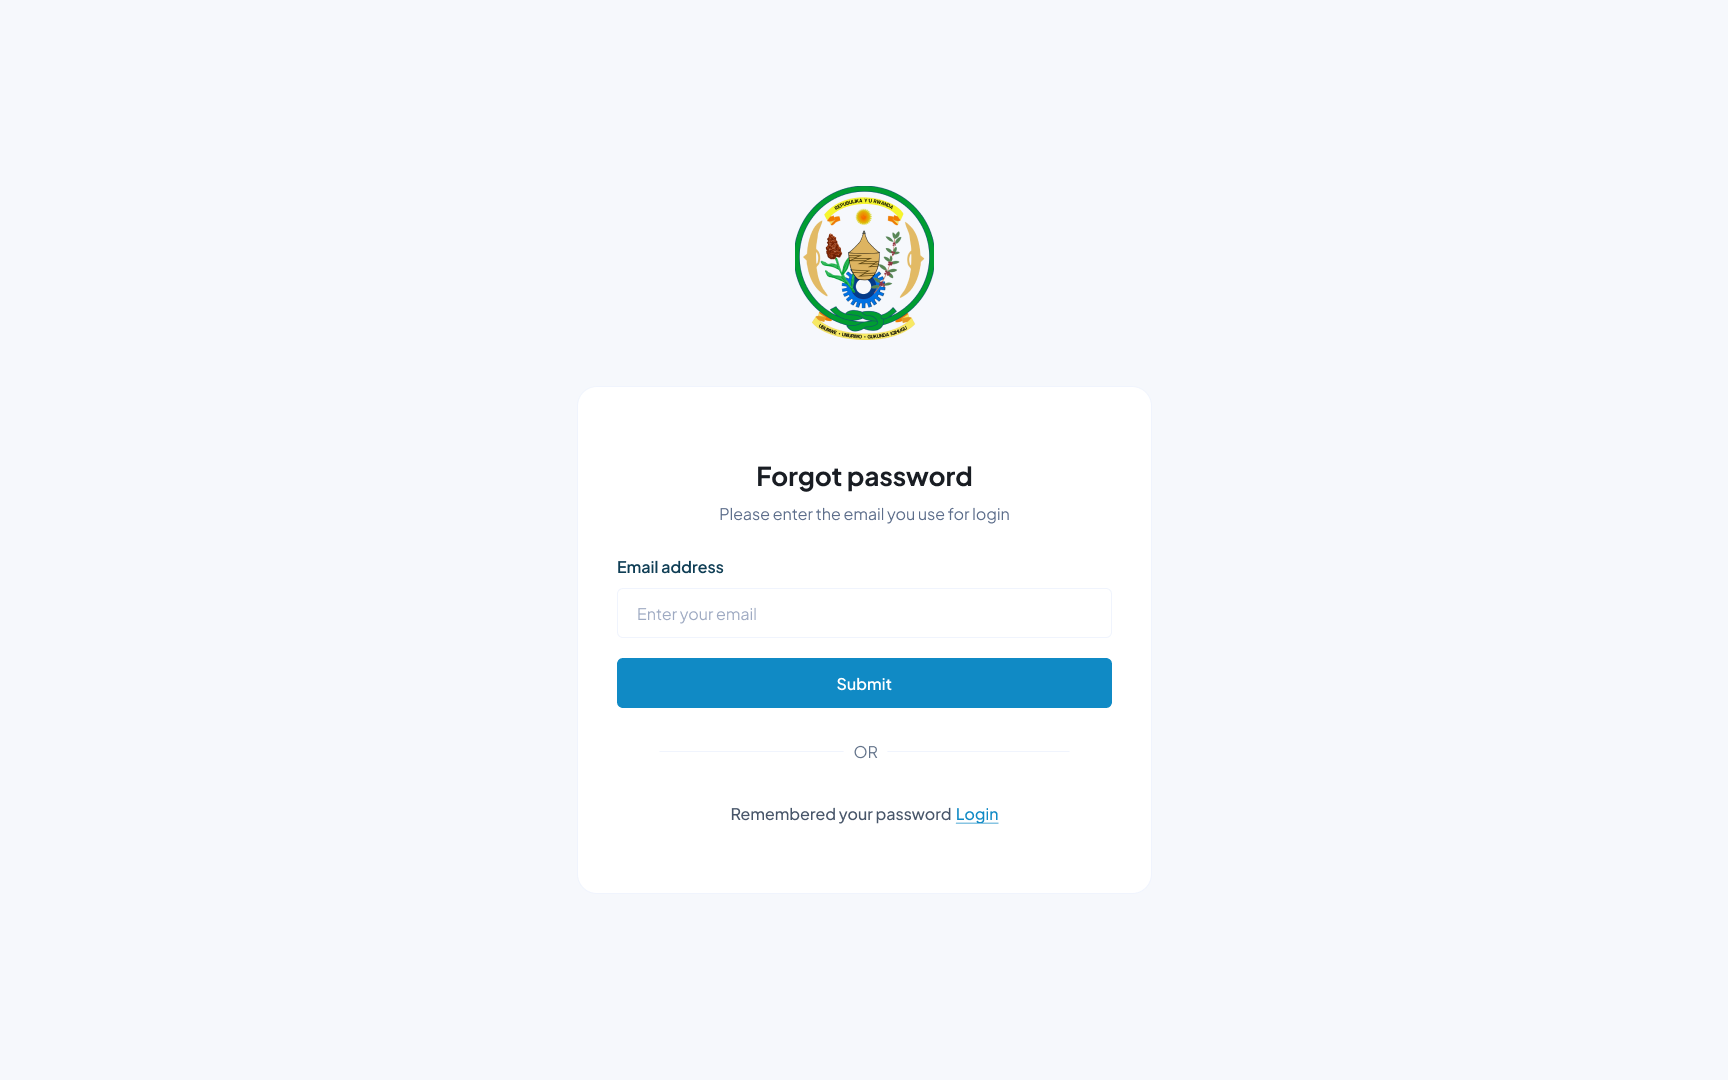 REPUBULIKA Y'U RWANDA
UBUMWE • UMURIMO • GUKUNDA IGIHUGU
Forgot password
Please enter the email you use for login
Email address
Enter your email
Submit
OR
Remembered your password Login